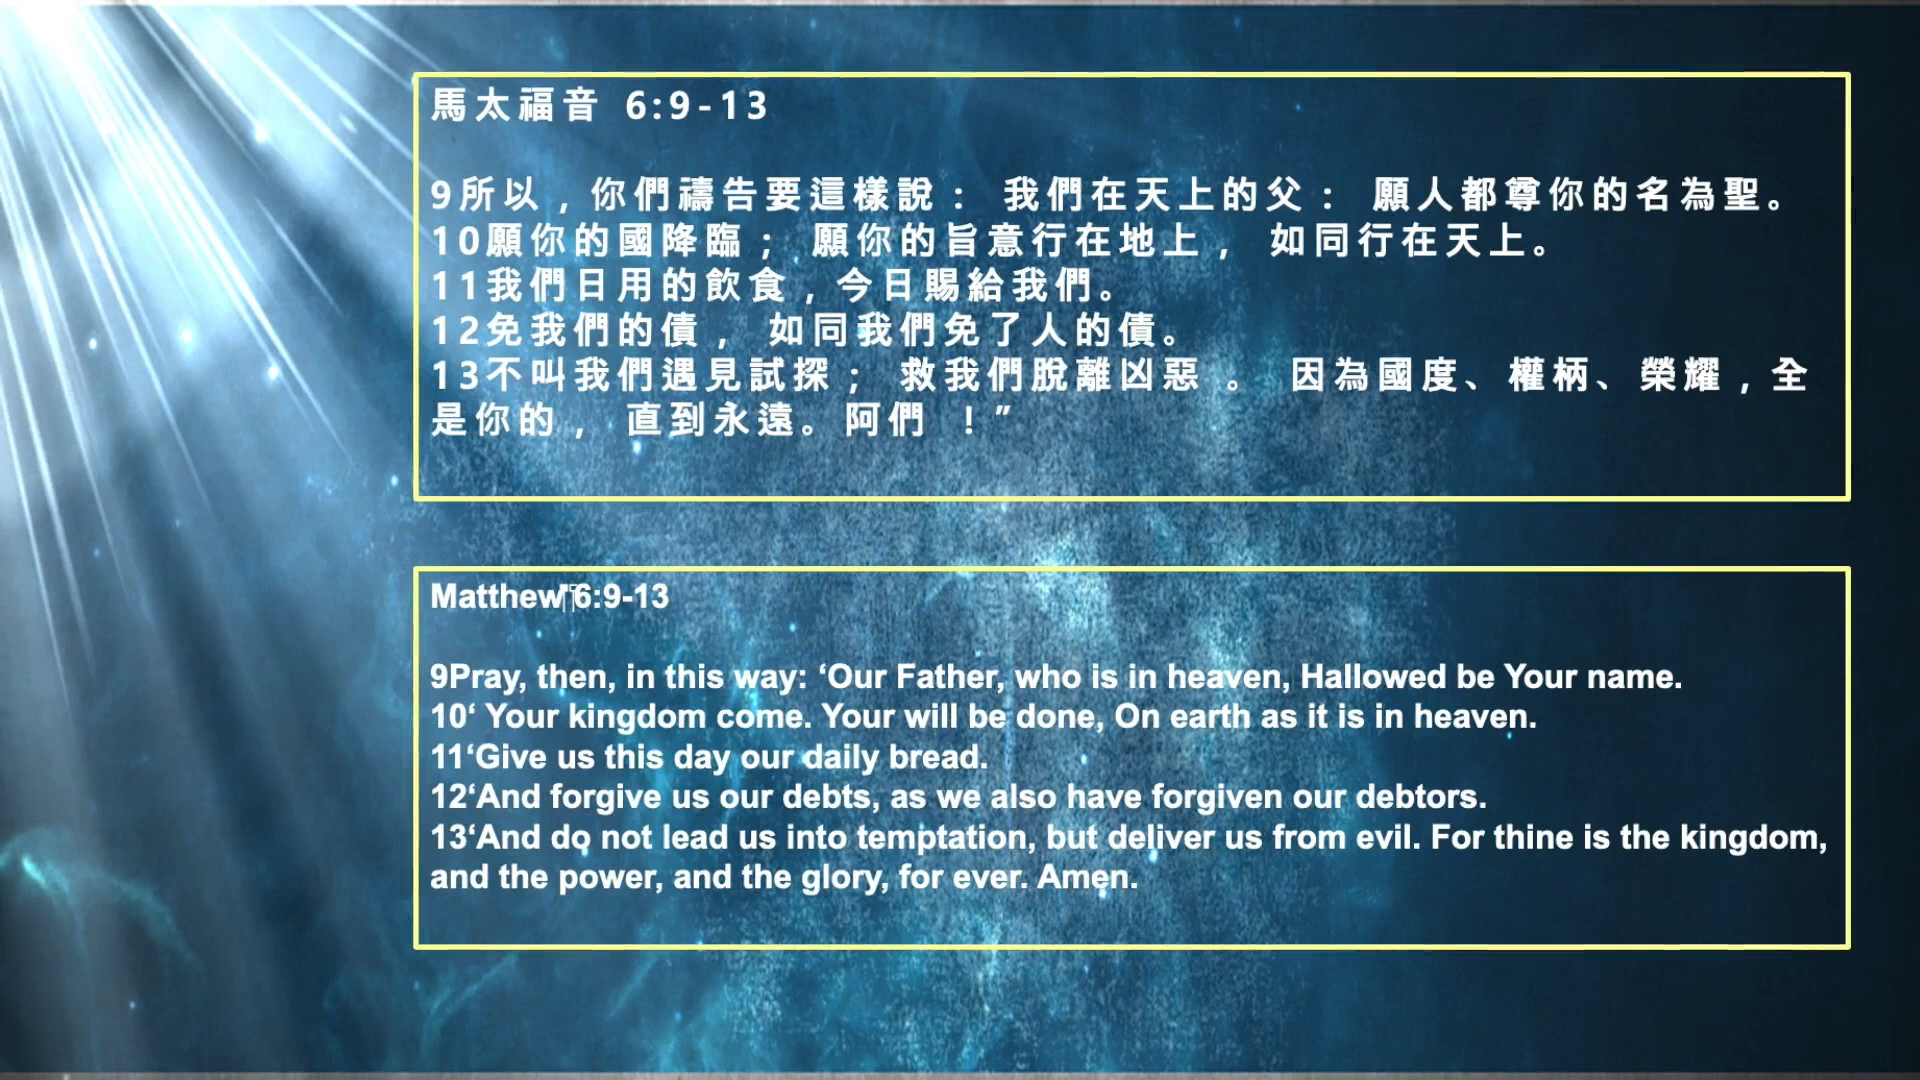 馬太福音 6:9-13
9所以，你們禱告要這樣說： 我們在天上的父： 願人都尊你的名為聖。
10願你的國降臨； 願你的旨意行在地上， 如同行在天上。
11我們日用的飲食，今日賜給我們。
12免我們的債， 如同我們免了人的債。
13不叫我們遇見試探； 救我們脫離凶惡 。 因為國度、權柄、榮耀，全
是你的， 直到永遠。阿們 ！”
Matthew 6:9-13
9Pray, then, in this way: ‘Our Father, who is in heaven, Hallowed be Your name.
10‘ Your kingdom come. Your will be done, On earth as it is in heaven.
11‘Give us this day our daily bread.
12‘And forgive us our debts, as we also have forgiven our debtors.
13‘And do not lead us into temptation, but deliver us from evil. For thine is the kingdom,
and the power, and the glory, for ever. Amen.